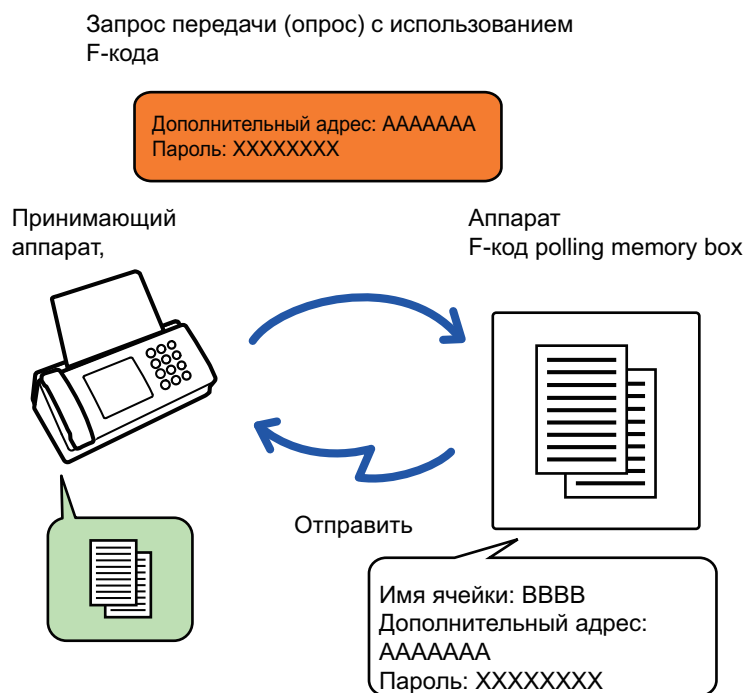 Запрос передачи (опрос) с использованием
F-кода
Дополнительный адрес: AAAAAAA
Пароль: XXXXXXXX
Принимающий
аппарат,
Аппарат
F-код polling memory box
Отправить
Имя ячейки: BBBB
Дополнительный адрес:
AAAAAAA
Пароль: XXXXXXXX